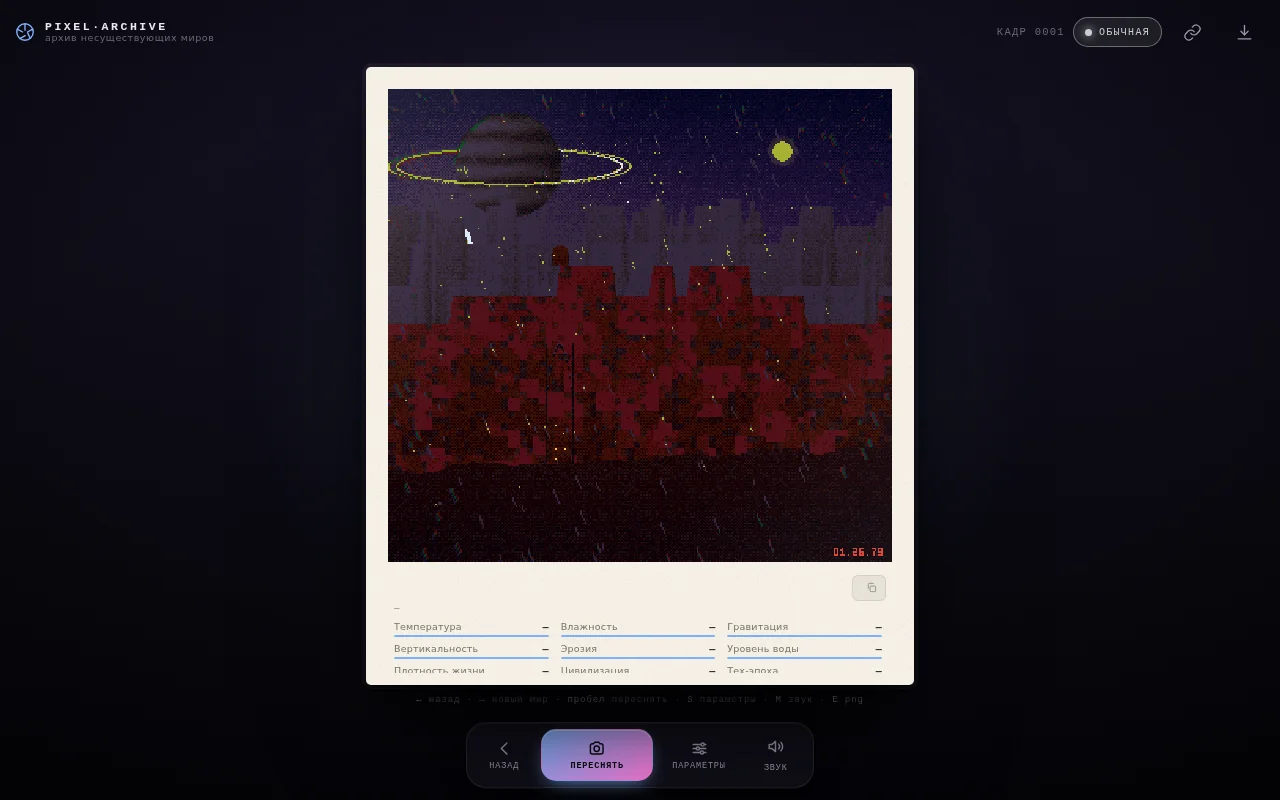 PIXEL·ARCHIVE
архив несуществующих миров
КАДР 0001
ОБЫЧНАЯ
01.26.79
—
Температура —
Влажность —
Гравитация —
Вертикальность —
Эрозия —
Уровень воды —
Плотность жизни —
Цивилизация —
Тех-эпоха —
← назад · → новый мир · пробел переснять · S параметры · M звук · E png
НАЗАД
ПЕРЕСНЯТЬ
ПАРАМЕТРЫ
ЗВУК